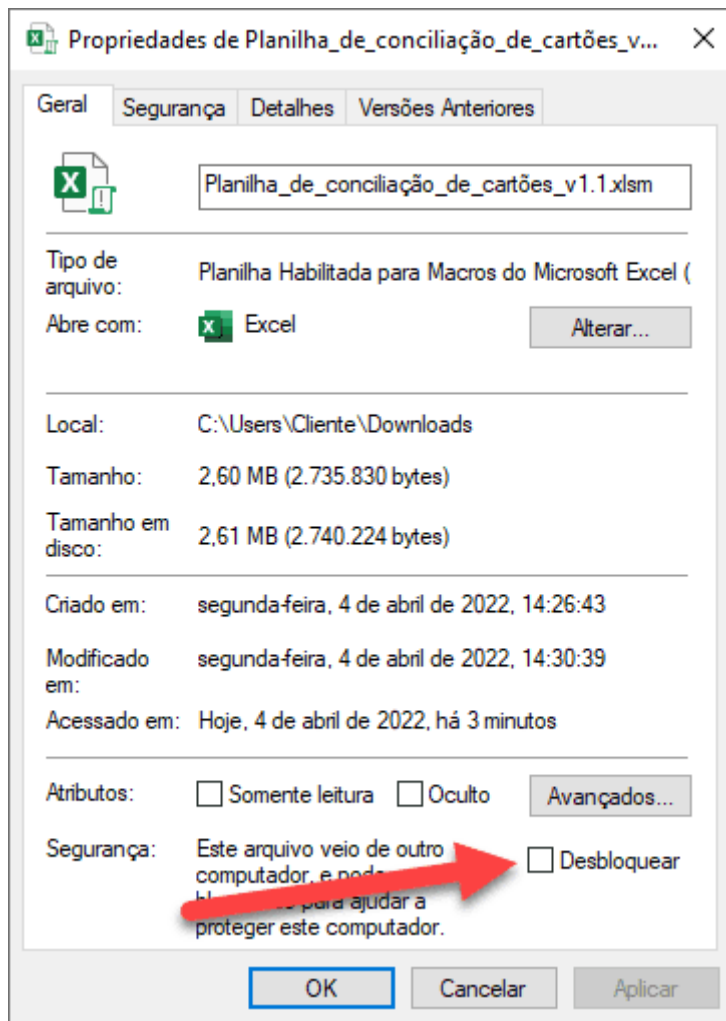 Propriedades de Planilha_de_conciliação_de_cartões_v...
Geral Segurança Detalhes Versões Anteriores
Planilha_de_conciliação_de_cartões_v1.1.xlsm
Tipo de
arquivo:
Planilha Habilitada para Macros do Microsoft Excel (
Abre com: Excel Alterar...
Local: C:\Users\Cliente\Downloads
Tamanho: 2,60 MB (2.735.830 bytes)
Tamanho em
disco:
2,61 MB (2.740.224 bytes)
Criado em: segunda-feira, 4 de abril de 2022, 14:26:43
Modificado
em:
segunda-feira, 4 de abril de 2022, 14:30:39
Acessado em: Hoje, 4 de abril de 2022, há 3 minutos
Atributos: Somente leitura Oculto Avançados...
Segurança: Este arquivo veio de outro
computador, e pode
para ajudar a
proteger este computador.
Desbloquear
OK Cancelar Aplicar